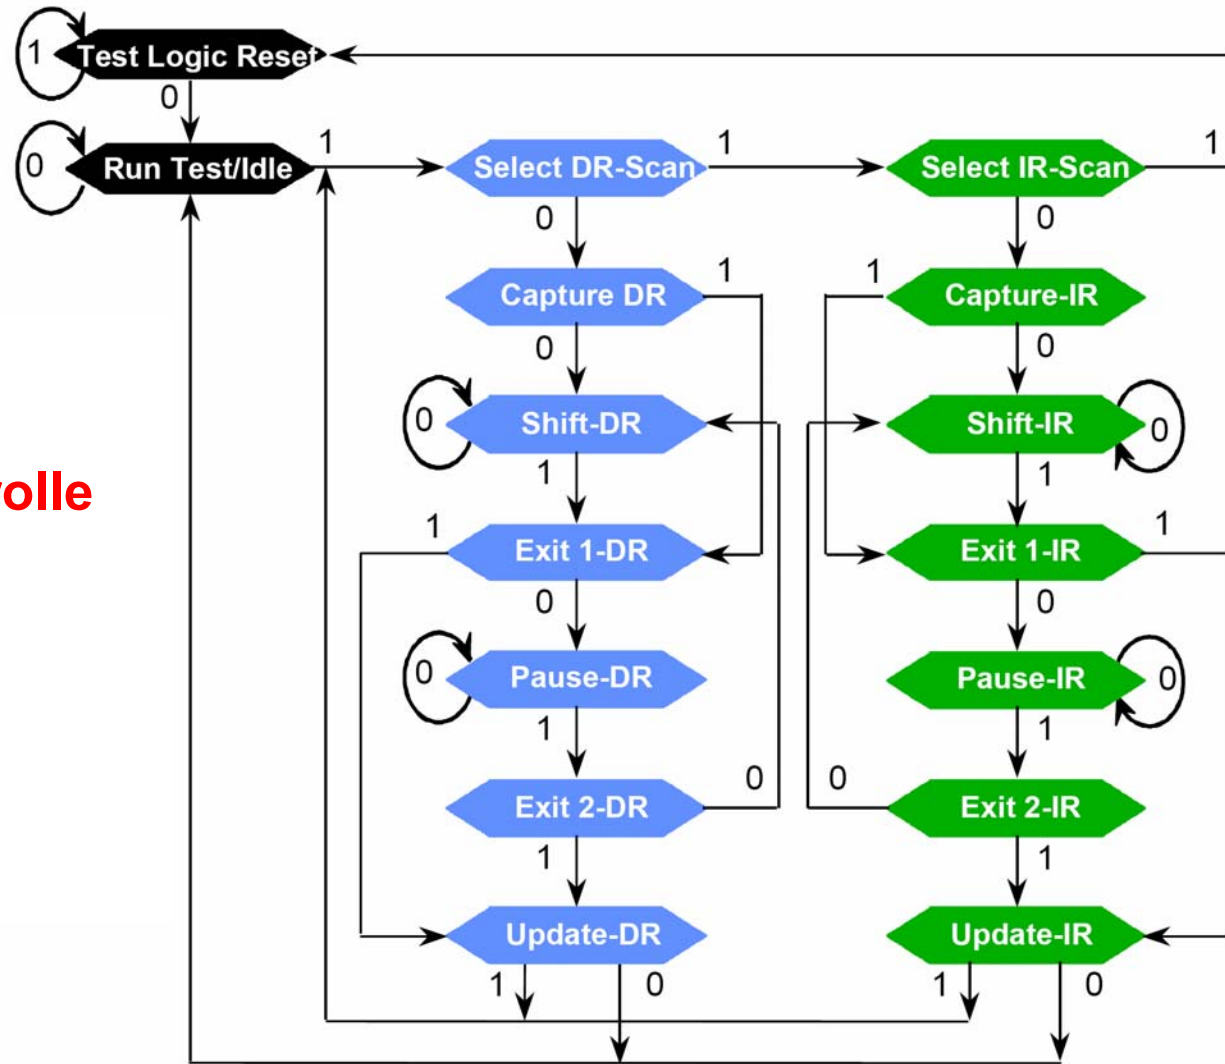 1
Test Logic Reset
0
0
Run Test/Idle
1
Select DR-Scan
1
Select IR-Scan
1
0
0
Capture DR
1
1
Capture-IR
0
0
0
Shift-DR
Shift-IR
0
1
1
olle
1
Exit 1-DR
Exit 1-IR
1
0
0
0
Pause-DR
Pause-IR
0
1
1
Exit 2-DR
0
0
Exit 2-IR
1
1
Update-DR
Update-IR
1
0
1
0